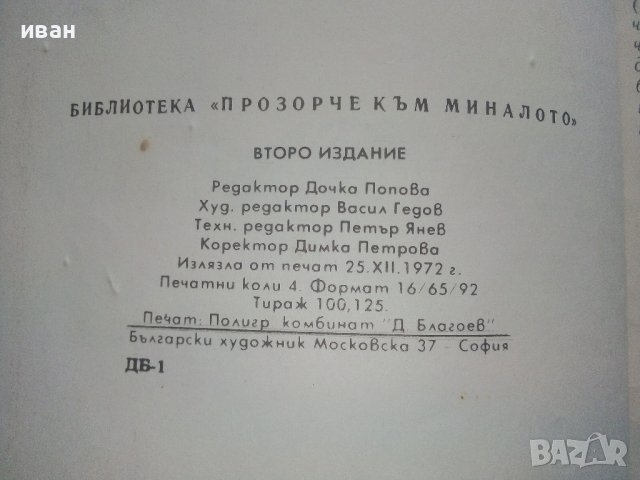 иван
БИБЛИОТЕКА «ПРОЗОРЧЕ КЪМ МИНАЛОТО»
ВТОРО ИЗДАНИЕ
Редактор Дочка Попова
Худ. редактор Васил Гедов
Техн. редактор Петър Янев
Коректор Димка Петрова
Излязла от печат 25.XII.1972 г.
Печатни коли 4. Формат 16/65/92
Тираж 100,125.
Печат: Полигр комбинат "Д Благоев"
Български художник Московска 37 – София
ДБ-1
BAZAR